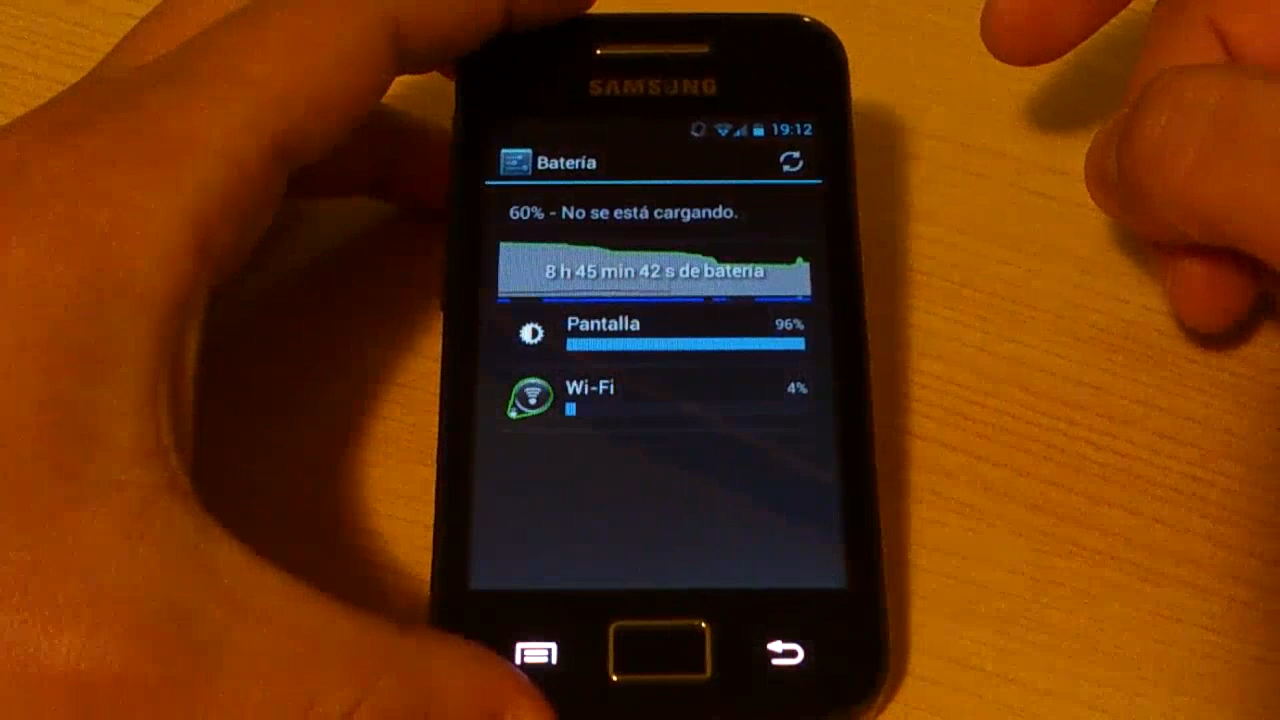 SAMSUNG
19:12
Batería
60% - No se está cargando.
8 h 45 min 42 s de batería
Pantalla 96%
Wi-Fi 4%